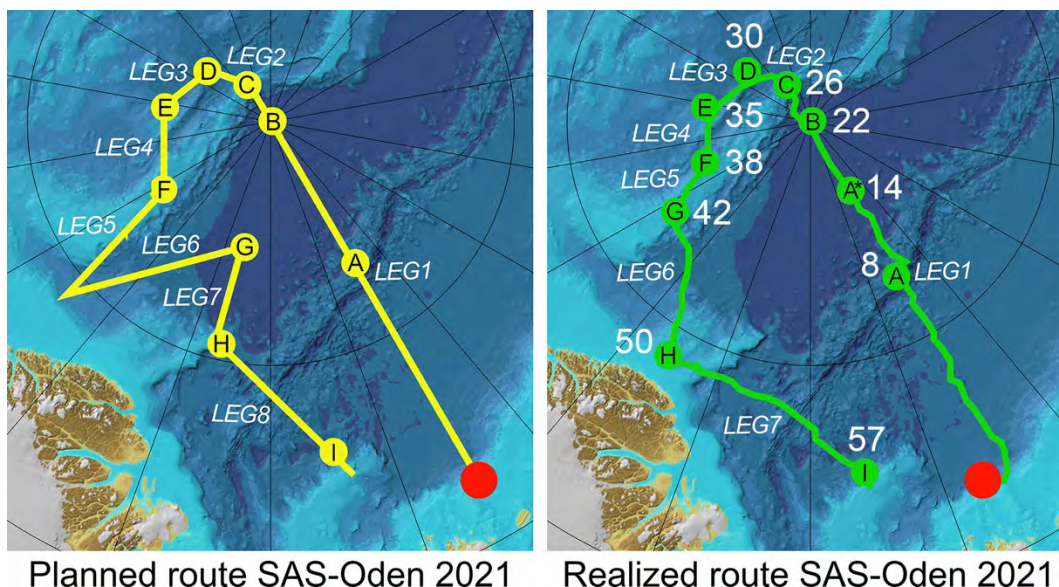 LEG3
D
LEG2
C
E
B
LEG4
F
LEG5
LEG6
G
A
LEG1
LEG7
H
LEG8
I
Planned route SAS-Oden 2021
30
D
LEG2
LEG3
C
26
E
35
B
22
LEG4
F
38
A*
14
LEG5
G
42
LEG6
8
A
LEG1
50
H
LEG7
57
I
Realized route SAS-Oden 2021